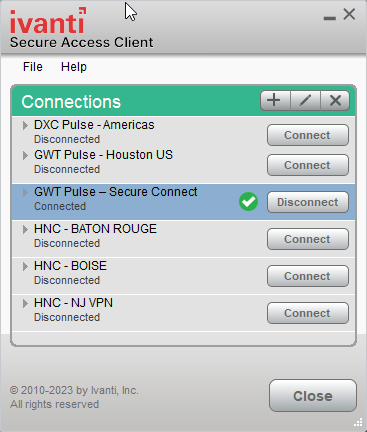 ivanti
Secure Access Client
File Help
Connections
DXC Pulse - Americas
Disconnected
Connect
GWT Pulse - Houston US
Disconnected
Connect
GWT Pulse – Secure Connect
Connected
Disconnect
HNC - BATON ROUGE
Disconnected
Connect
HNC - BOISE
Disconnected
Connect
HNC - NJ VPN
Disconnected
Connect
© 2010-2023 by Ivanti, Inc.
All rights reserved
Close